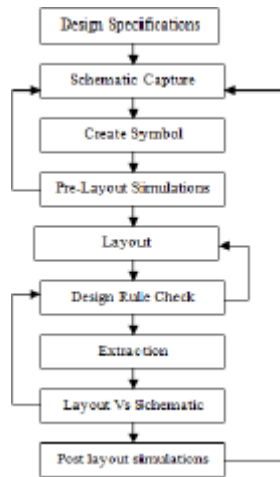 Design Specifications
Schematic Capture
Create Symbol
Pre-Layout Simulations
Layout
Design Rule Check
Extraction
Layout Vs Schematic
Post layout simulations